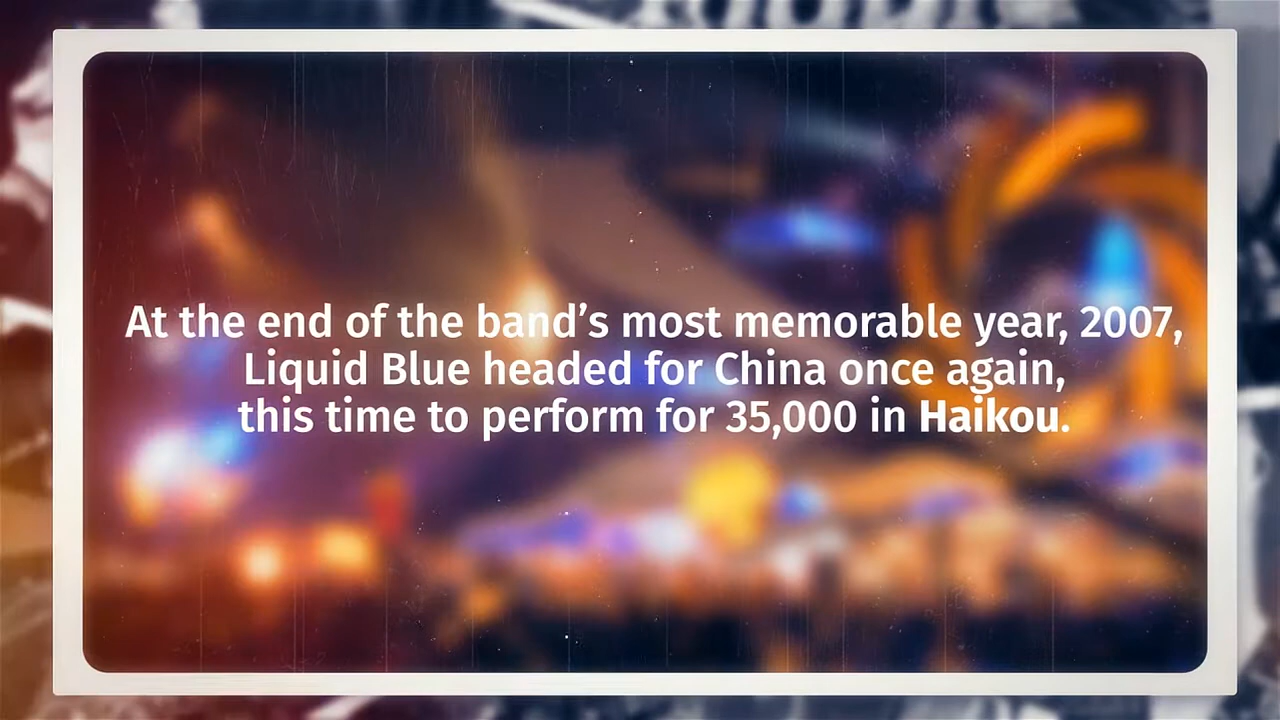 At the end of the band's most memorable year, 2007,
Liquid Blue headed for China once again,
this time to perform for 35,000 in Haikou.